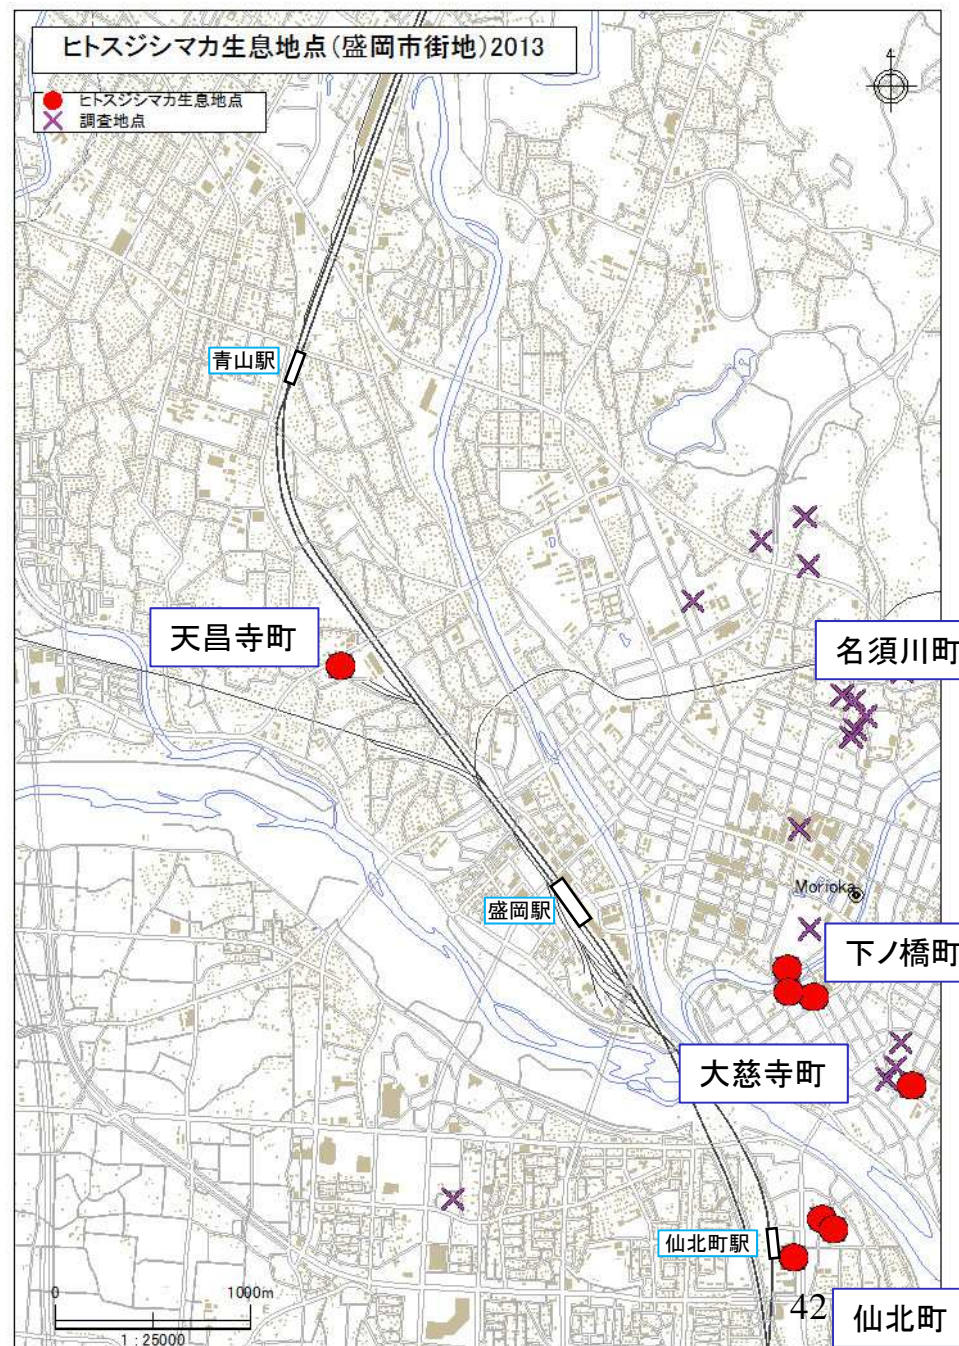 ヒトスジシマカ生息地点(盛岡市街地)2013
ヒトスジシマカ生息地点
調査地点
4
青山駅
天昌寺町
名須川町
Morioka
盛岡駅
下ノ橋町
大慈寺町
仙北町駅
0 1000m
1:25000
42
仙北町